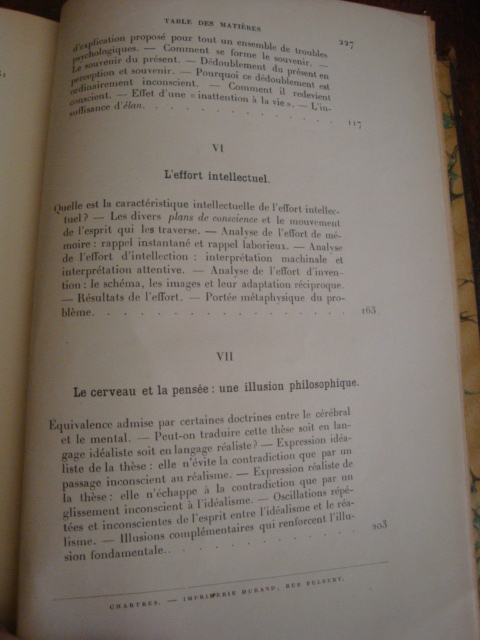 TABLE DES MATIÈRES 227
d'explication proposé pour tout un ensemble de troubles
psychologiques. — Comment se forme le souvenir. —
Le souvenir du présent. — Dédoublement du présent en
perception et souvenir. — Pourquoi ce dédoublement est
ordinairement inconscient. — Comment il redevient
conscient. — Effet d'une « inattention à la vie ». — L'in-
suffisance d'élan. . . . . . . . . . . . . 117
VI
L'effort intellectuel.
Quelle est la caractéristique intellectuelle de l'effort intellec-
tuel ? — Les divers plans de conscience et le mouvement
de l'esprit qui les traverse. — Analyse de l'effort de mé-
moire : rappel instantané et rappel laborieux. — Analyse
de l'effort d'intellection : interprétation machinale et
interprétation attentive. — Analyse de l'effort d'inven-
tion : le schéma, les images et leur adaptation réciproque.
— Résultats de l'effort. — Portée métaphysique du pro-
blème. . . . . . . . . . . . . . . . 163
VII
Le cerveau et la pensée : une illusion philosophique.
Equivalence admise par certaines doctrines entre le cérébral
et le mental. — Peut-on traduire cette thèse soit en lan-
gage idéaliste soit en langage réaliste ? — Expression idéa-
liste de la thèse : elle n'évite la contradiction que par un
passage inconscient au réalisme. — Expression réaliste de
la thèse : elle n'échappe à la contradiction que par un
glissement inconscient à l'idéalisme. — Oscillations répé-
tées et inconscientes de l'esprit entre l'idéalisme et le réa-
lisme. — Illusions complémentaires qui renforcent l'illu-
sion fondamentale. . . . . . . . . . . . 203
CHARTRES. — IMPRIMERIE DURAND, RUE FULBERT.